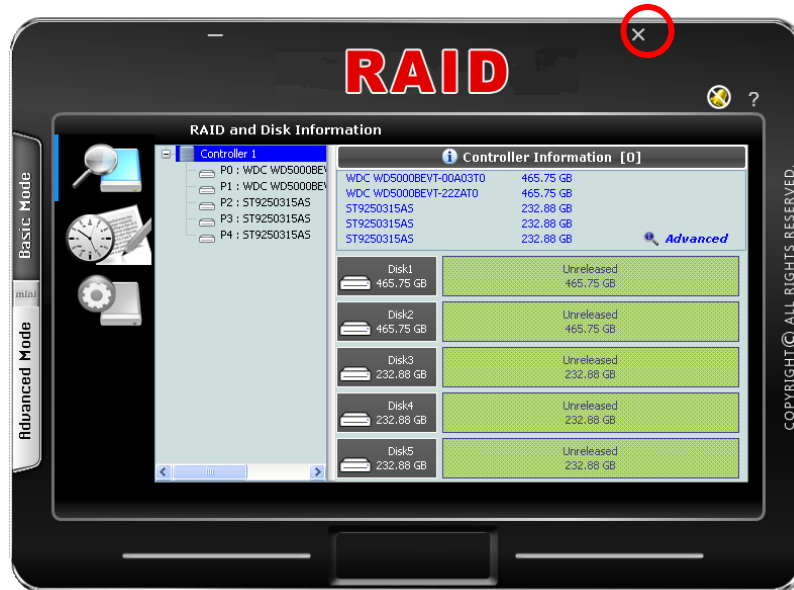 RAID
?
RAID and Disk Information
Basic Mode
mini
Advanced Mode
Controller 1
P0 : WDC WD5000BEV
P1 : WDC WD5000BEV
P2 : ST9250315AS
P3 : ST9250315AS
P4 : ST9250315AS
Controller Information [0]
WDC WD5000BEVT-00A03T0 465.75 GB
WDC WD5000BEVT-22ZAT0 465.75 GB
ST9250315AS 232.88 GB
ST9250315AS 232.88 GB
ST9250315AS 232.88 GB
Advanced
Disk1
465.75 GB
Unreleased
465.75 GB
Disk2
465.75 GB
Unreleased
465.75 GB
Disk3
232.88 GB
Unreleased
232.88 GB
Disk4
232.88 GB
Unreleased
232.88 GB
Disk5
232.88 GB
Unreleased
232.88 GB
COPYRIGHT© ALL RIGHTS RESERVED.